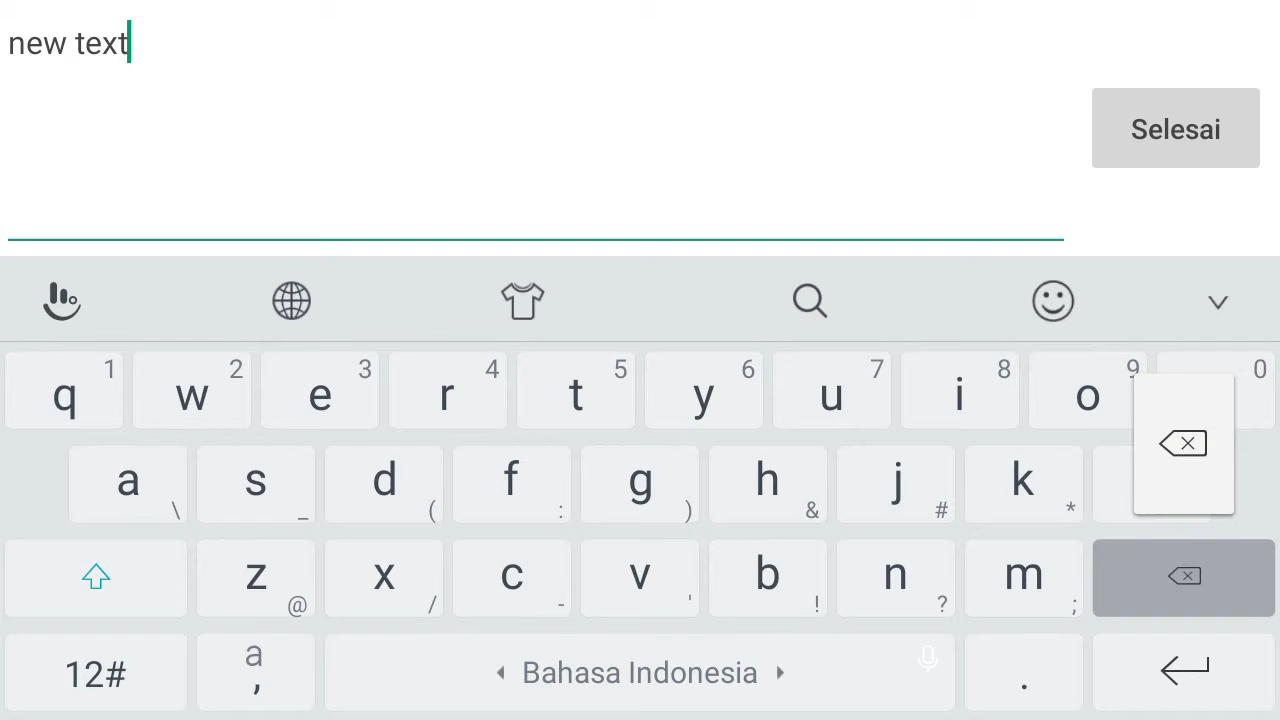 new text
Selesai
q 1 w 2 e 3 r 4 t 5 y 6 u 7 i 8 o 9 0
a \ s _ d ( f : g ) h & j # k *
z @ x / c - v ' b ! n ? m ;
12# a , Bahasa Indonesia .